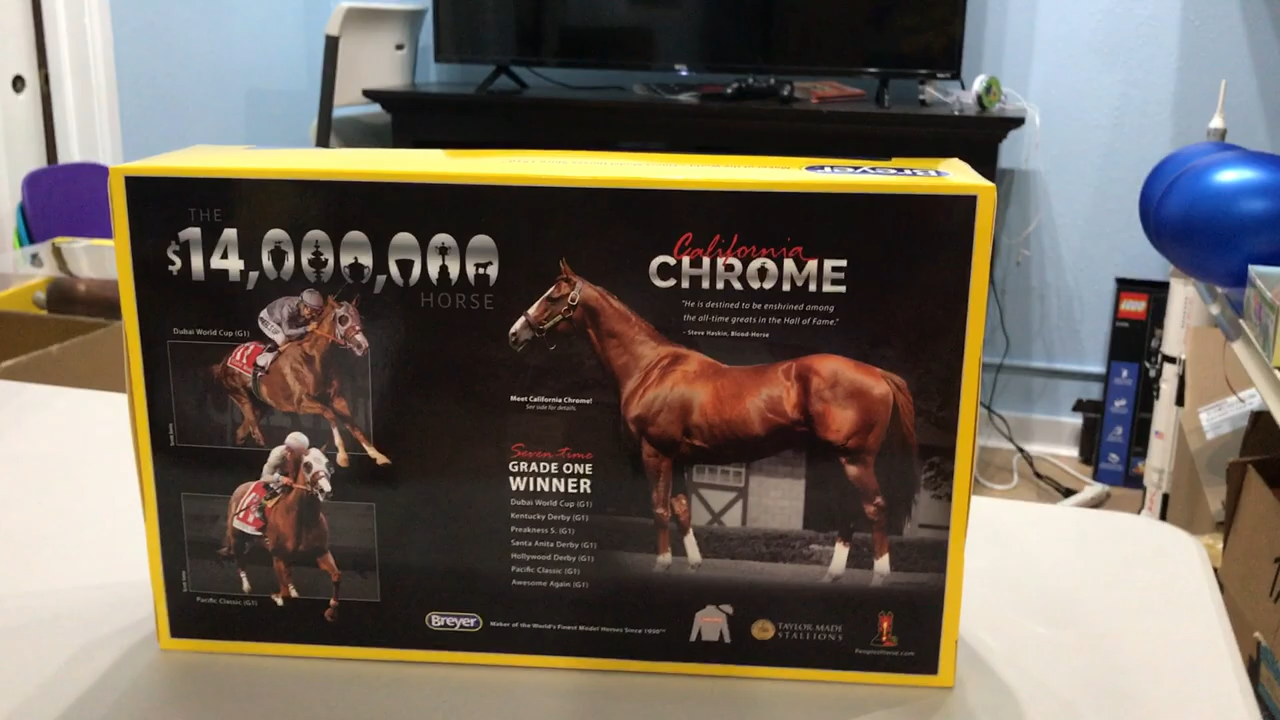 Breyer
THE
$14,000,000
HORSE
California
CHROME
"He is destined to be enshrined among
the all-time greats in the Hall of Fame."
- Steve Haskin, Blood-Horse
Dubai World Cup (G1)
Meet California Chrome!
See side for details.
Seven-time
GRADE ONE
WINNER
Dubai World Cup (G1)
Kentucky Derby (G1)
Preakness S. (G1)
Santa Anita Derby (G1)
Hollywood Derby (G1)
Pacific Classic (G1)
Awesome Again (G1)
Pacific Classic (G1)
Breyer Maker of the World's Finest Model Horses Since 1950™
TAYLOR MADE
STALLIONS
PeoplesHorse.com
LEGO
TCL